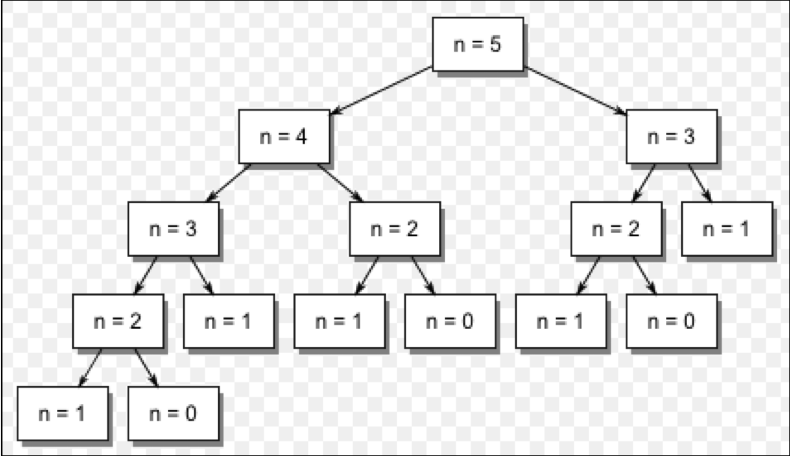 n = 5
n = 4
n = 3
n = 3
n = 2
n = 2
n = 1
n = 2
n = 1
n = 1
n = 0
n = 1
n = 0
n = 1
n = 0